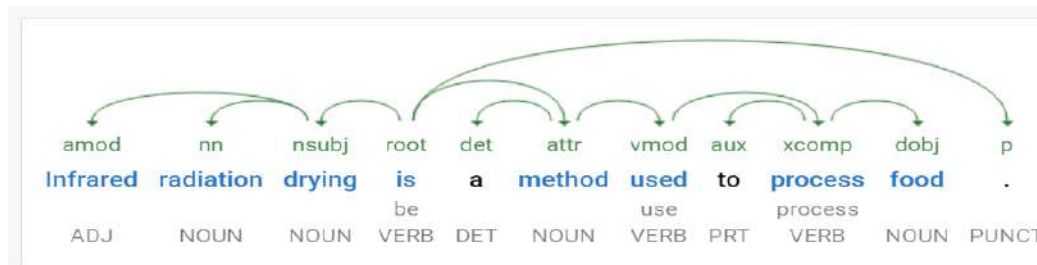 amod nn nsubj root det attr vmod aux xcomp dobj p
Infrared radiation drying is a method used to process food .
be use process
ADJ NOUN NOUN VERB DET NOUN VERB PRT VERB NOUN PUNCT